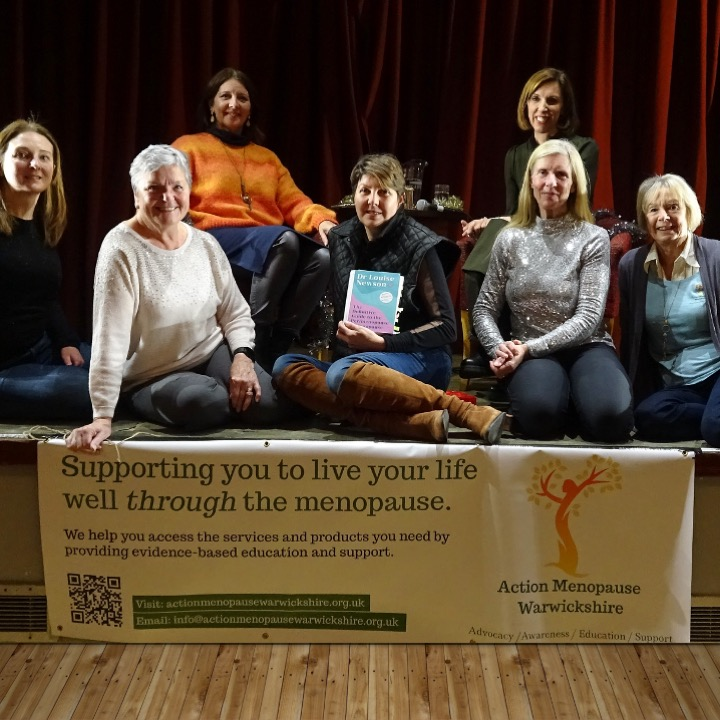 Dr Louise
Newson
The
Definitive
Guide to the
Perimenopause
Supporting you to live your life
well through the menopause.
We help you access the services and products you need by
providing evidence-based education and support.
Visit: actionmenopausewarwickshire.org.uk
Email: info@actionmenopausewarwickshire.org.uk
Action Menopause
Warwickshire
Advocacy / Awareness / Education / Support